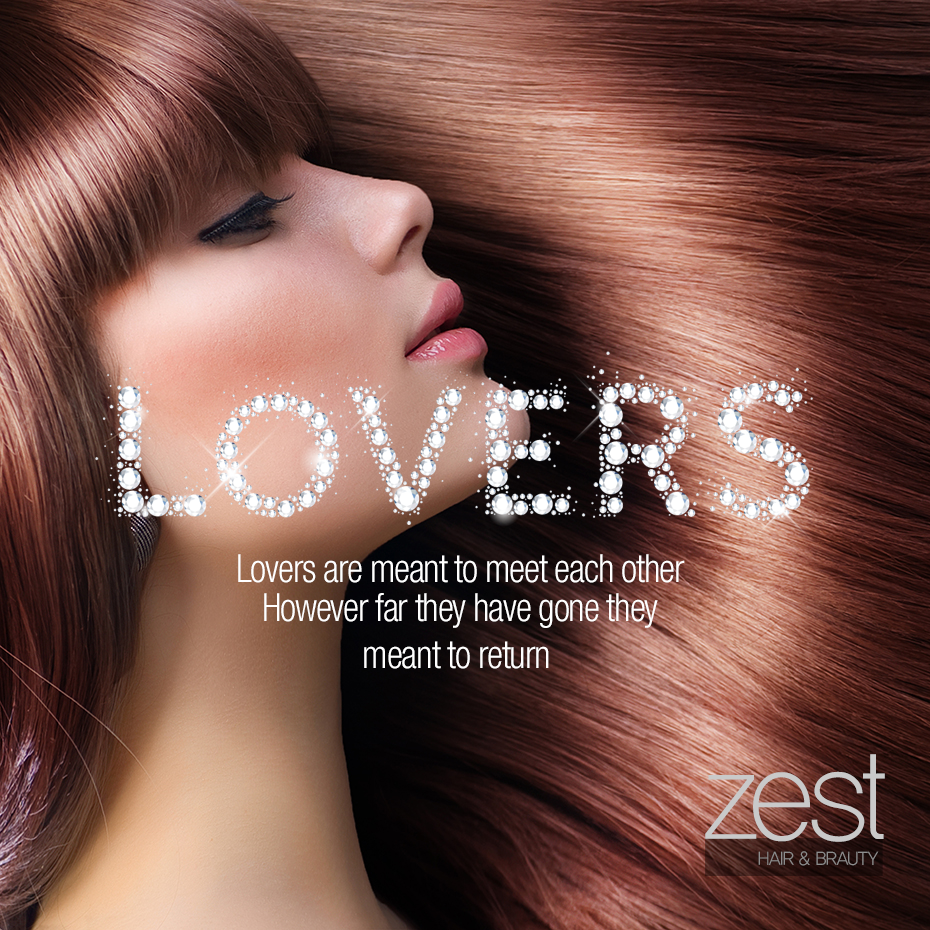 LOVERS
Lovers are meant to meet each other
However far they have gone they
meant to return
zest
HAIR & BRAUTY